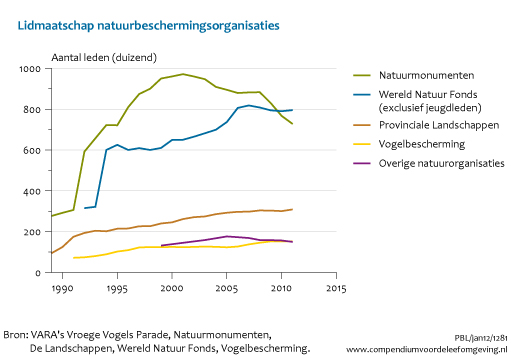 Lidmaatschap natuurbeschermingsorganisaties
Aantal leden (duizend)
1000
800
600
400
200
0
1990
1995
2000
2005
2010
2015
Natuurmonumenten
Wereld Natuur Fonds
(exclusief jeugdleden)
Provinciale Landschappen
Vogelbescherming
Overige natuurorganisaties
Bron: VARA's Vroege Vogels Parade, Natuurmonumenten,
De Landschappen, Wereld Natuur Fonds, Vogelbescherming.
PBL/jan12/1281
www.compendiumvoordeleefomgeving.nl